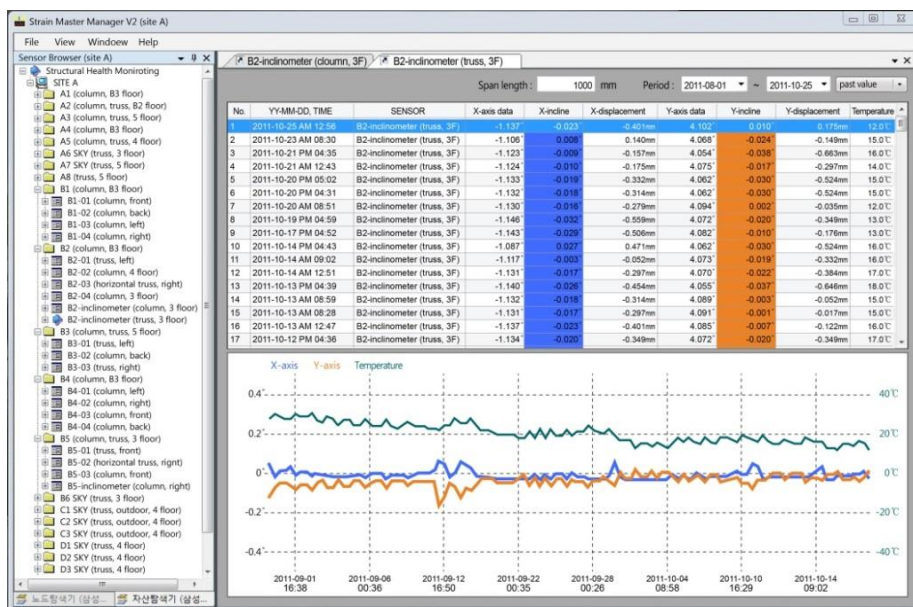 Strain Master Manager V2 (site A)
File View Windoew Help
Sensor Browser (site A)
Structural Health Moniroting
SITE A
A1 (column, B3 floor)
A2 (column, truss, B2 floor)
A3 (column, truss, 5 floor)
A4 (column, B3 floor)
A5 (column, truss, 4 floor)
A6 SKY (truss, 3 floor)
A7 SKY (truss, 5 floor)
A8 (truss, 5 floor)
B1 (column, B3 floor)
B1-01 (column, front)
B1-02 (column, back)
B1-03 (column, left)
B1-04 (column, right)
B2 (column, B3 floor)
B2-01 (truss, left)
B2-02 (column, 4 floor)
B2-03 (horizontal truss, right)
B2-04 (column, 3 floor)
B2-inclinometer (column, 3 floor)
B2-inclinometer (truss, 3 floor)
B3 (column, truss, 5 floor)
B3-01 (truss, left)
B3-02 (column, back)
B3-03 (truss, right)
B4 (column, B3 floor)
B4-01 (column, left)
B4-02 (column, right)
B4-03 (column, front)
B4-04 (column, back)
B5 (column, truss, 3 floor)
B5-01 (truss, front)
B5-02 (horizontal truss, rignt)
B5-03 (column, front)
B5-inclinometer (column, right)
B6 SKY (truss, 3 floor)
C1 SKY (truss, outdoor, 4 floor)
C2 SKY (truss, 4 floor)
C3 SKY (truss, outdoor, 4 floor)
D1 SKY (truss, 4 floor)
D2 SKY (truss, 4 floor)
D3 SKY (truss, 4 floor)
노드탐색기 (삼성... 자산탐색기 (삼성...
B2-inclinometer (cloumn, 3F) B2-inclinometer (truss, 3F)
Span length : 1000 mm Period : 2011-08-01 ~ 2011-10-25 past value
No. YY-MM-DD, TIME SENSOR X-axis data X-incline X-displacement Y-axis data Y-incline Y-displacement Temperature
1 2011-10-25 AM 12:56 B2-inclinometer (truss, 3F) -1.137° -0.023° -0.401mm 4.102° 0.010° 0.175mm 12.0℃
2 2011-10-23 AM 08:30 B2-inclinometer (truss, 3F) -1.106° 0.008° 0.140mm 4.068° -0.024° -0.149mm 15.0℃
3 2011-10-21 PM 04:35 B2-inclinometer (truss, 3F) -1.123° -0.009° -0.157mm 4.054° -0.038° -0.663mm 16.0℃
4 2011-10-21 AM 12:43 B2-inclinometer (truss, 3F) -1.124° -0.010° -0.175mm 4.075° -0.017° -0.297mm 14.0℃
5 2011-10-20 PM 05:02 B2-inclinometer (truss, 3F) -1.133° -0.019° -0.332mm 4.062° -0.030° -0.524mm 15.0℃
6 2011-10-20 PM 04:31 B2-inclinometer (truss, 3F) -1.132° -0.018° -0.314mm 4.062° -0.030° -0.524mm 15.0℃
7 2011-10-20 AM 08:51 B2-inclinometer (truss, 3F) -1.130° -0.016° -0.279mm 4.094° 0.002° -0.035mm 12.0℃
8 2011-10-19 PM 04:59 B2-inclinometer (truss, 3F) -1.146° -0.032° -0.559mm 4.072° -0.020° -0.349mm 13.0℃
9 2011-10-17 PM 04:52 B2-inclinometer (truss, 3F) -1.143° -0.029° -0.506mm 4.082° -0.010° -0.176mm 13.0℃
10 2011-10-14 PM 04:43 B2-inclinometer (truss, 3F) -1.087° 0.027° 0.471mm 4.062° -0.030° -0.524mm 16.0℃
11 2011-10-14 AM 09:02 B2-inclinometer (truss, 3F) -1.117° -0.003° -0.052mm 4.073° -0.019° -0.332mm 16.0℃
12 2011-10-14 AM 12:51 B2-inclinometer (truss, 3F) -1.131° -0.017° -0.297mm 4.070° -0.022° -0.384mm 17.0℃
13 2011-10-13 PM 04:39 B2-inclinometer (truss, 3F) -1.140° -0.026° -0.454mm 4.055° -0.037° -0.646mm 18.0℃
14 2011-10-13 AM 08:59 B2-inclinometer (truss, 3F) -1.132° -0.018° -0.314mm 4.089° -0.003° -0.052mm 15.0℃
15 2011-10-13 AM 08:28 B2-inclinometer (truss, 3F) -1.131° -0.017° -0.297mm 4.091° -0.001° -0.017mm 15.0℃
16 2011-10-13 AM 12:47 B2-inclinometer (truss, 3F) -1.137° -0.023° -0.401mm 4.085° -0.007° -0.122mm 16.0℃
17 2011-10-12 PM 04:36 B2-inclinometer (truss, 3F) -1.134° -0.020° -0.349mm 4.072° -0.020° -0.349mm 17.0℃
X-axis Y-axis Temperature
0.4° 40℃
0.2° 20℃
0° 0℃
-0.2° -20℃
-0.4° -40℃
2011-09-01 2011-09-06 2011-09-12 2011-09-22 2011-09-28 2011-10-04 2011-10-10 2011-10-14
16:38 00:36 16:50 00:35 00:26 08:58 16:29 09:02